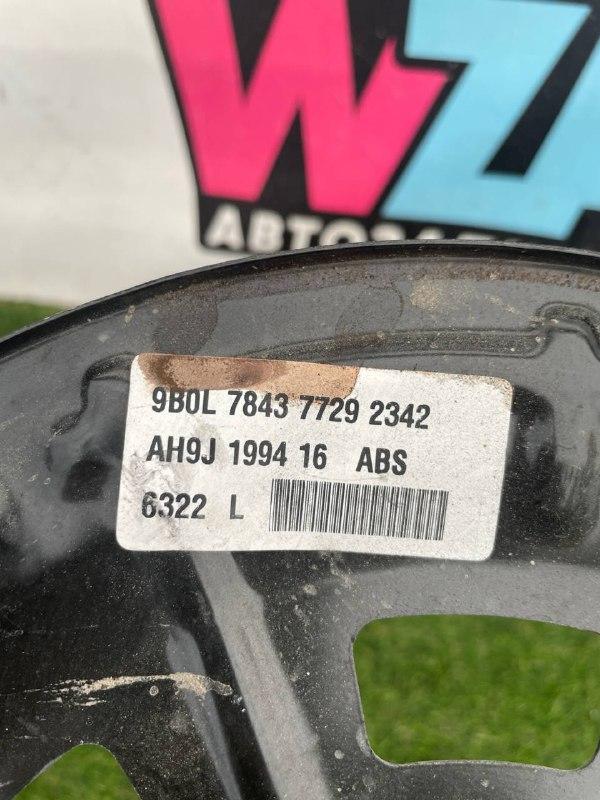 WZ
9B0L 7843 7729 2342
AH9J 1994 16 ABS
6322 L